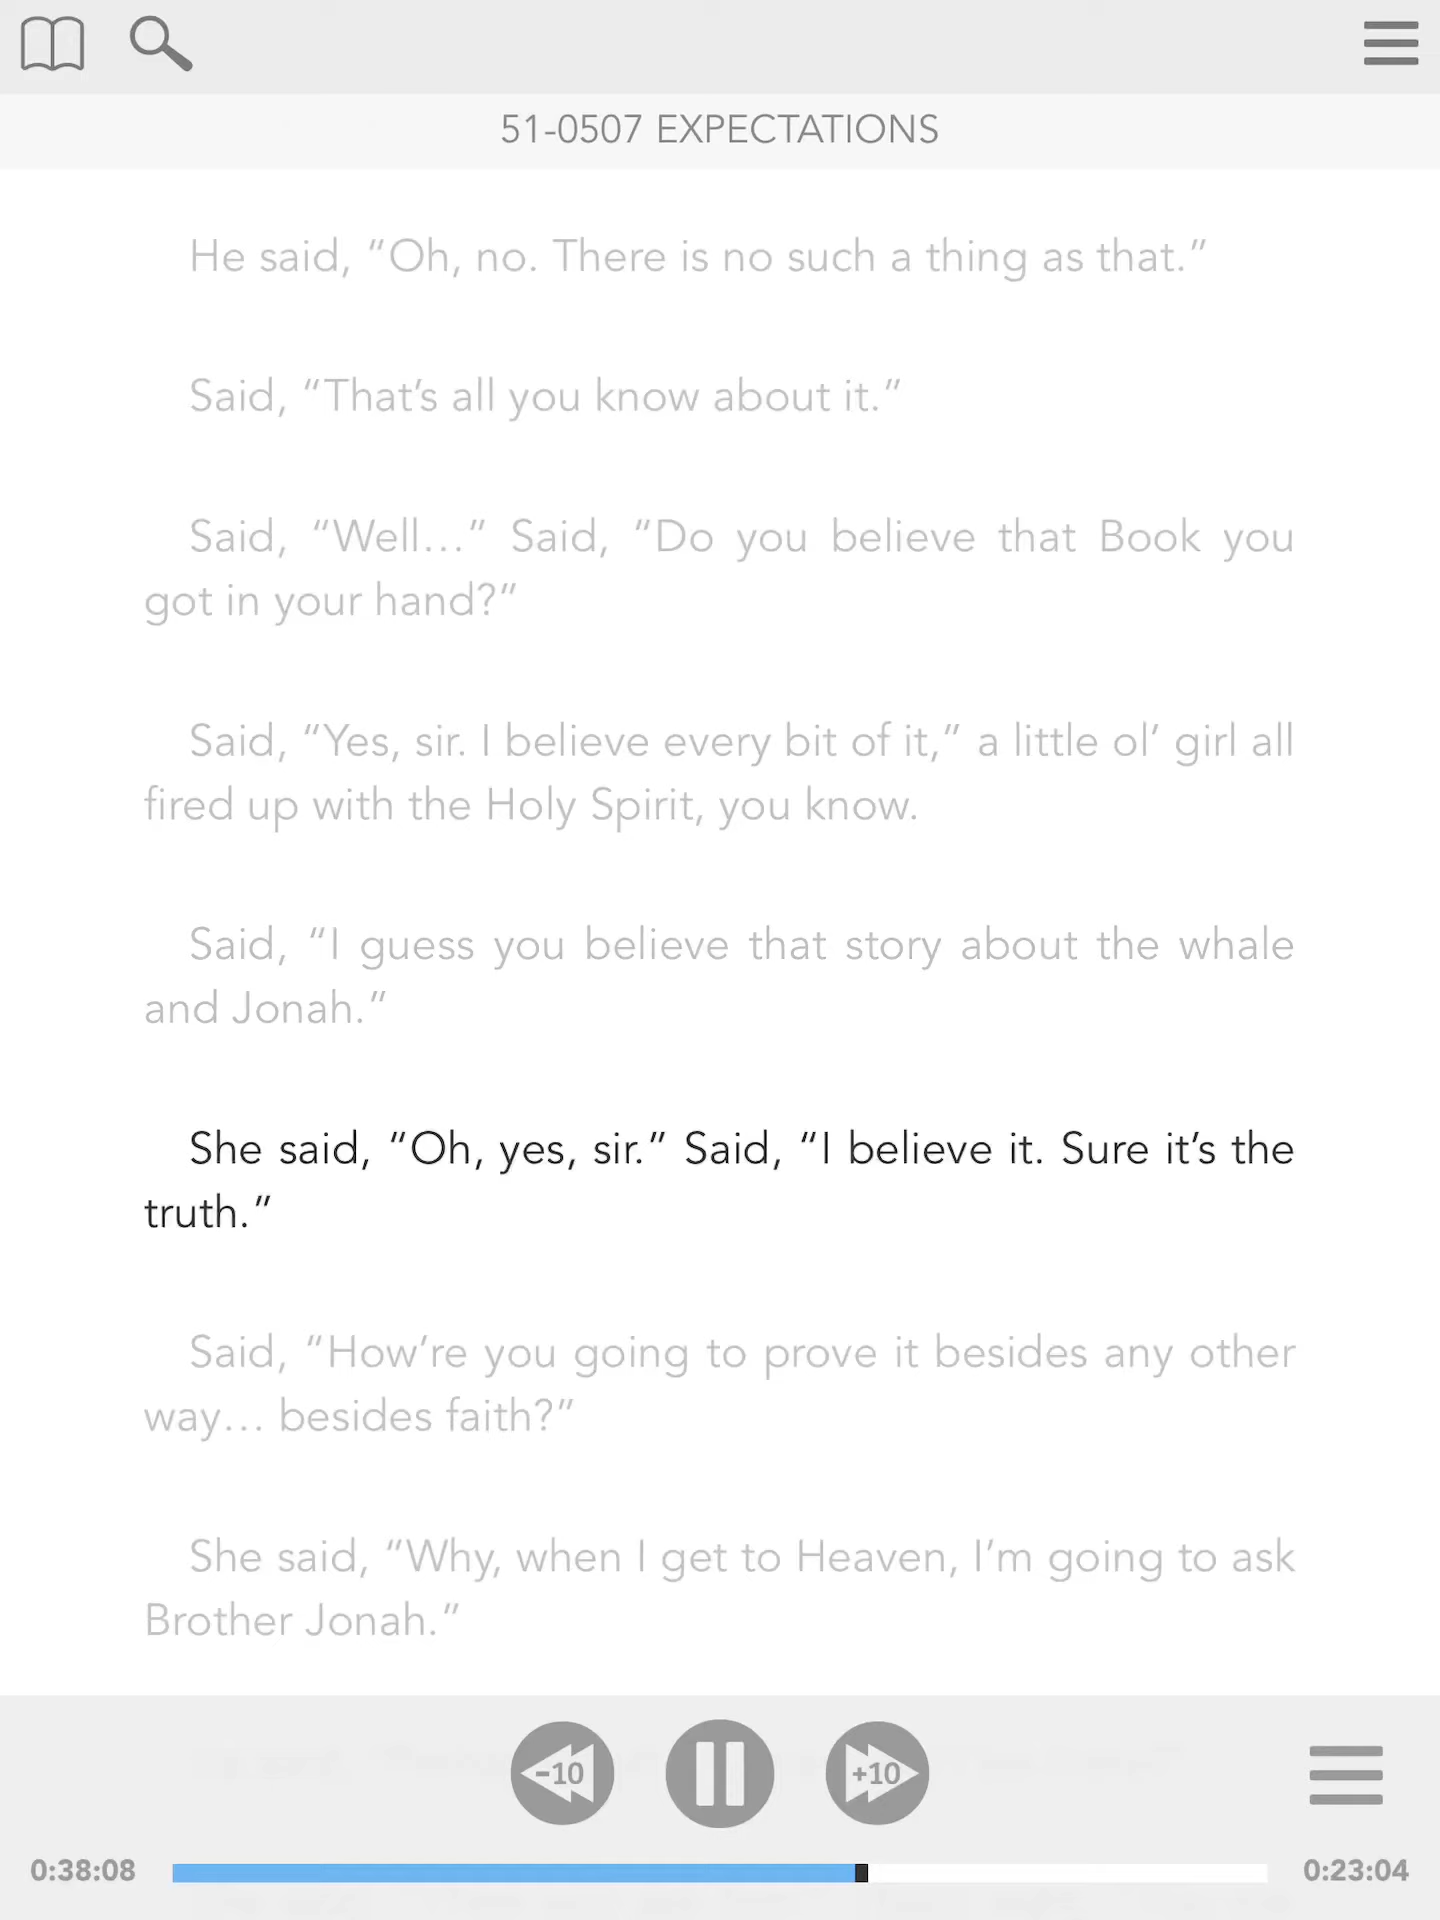 51-0507 EXPECTATIONS
He said, “Oh, no. There is no such a thing as that.”
Said, “That’s all you know about it.”
Said, “Well…” Said, “Do you believe that Book you
got in your hand?”
Said, “Yes, sir. I believe every bit of it,” a little ol’ girl all
fired up with the Holy Spirit, you know.
Said, “I guess you believe that story about the whale
and Jonah.”
She said, “Oh, yes, sir.” Said, “I believe it. Sure it’s the
truth.”
Said, “How’re you going to prove it besides any other
way… besides faith?”
She said, “Why, when I get to Heaven, I’m going to ask
Brother Jonah.”
-10 +10
0:38:08 0:23:04